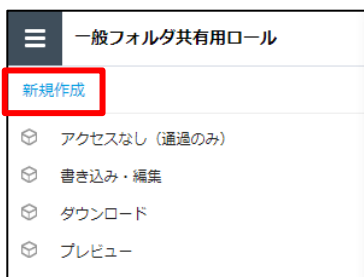 一般フォルダ共有用ロール
新規作成
アクセスなし（通過のみ）
書き込み・編集
ダウンロード
プレビュー